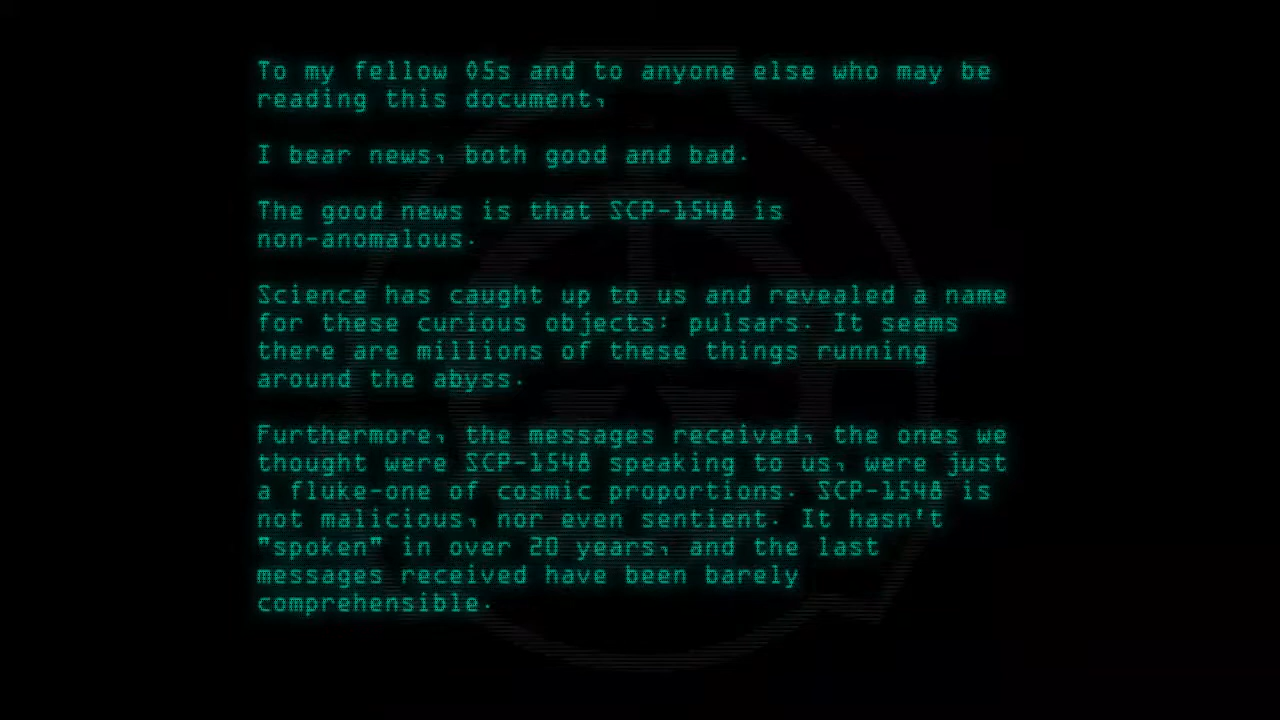 To my fellow 05s and to anyone else who may be
reading this document,
I bear news, both good and bad.
The good news is that SCP-1548 is
non-anomalous.
Science has caught up to us and revealed a name
for these curious objects: pulsars. It seems
there are millions of these things running
around the abyss.
Furthermore, the messages received, the ones we
thought were SCP-1548 speaking to us, were just
a fluke-one of cosmic proportions. SCP-1548 is
not malicious, nor even sentient. It hasn't
"spoken" in over 20 years, and the last
messages received have been barely
comprehensible.